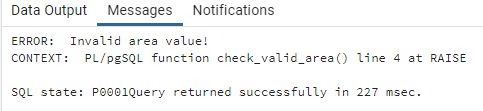 Data Output Messages Notifications
ERROR:  Invalid area value!
CONTEXT:  PL/pgSQL function check_valid_area() line 4 at RAISE
SQL state: P0001Query returned successfully in 227 msec.